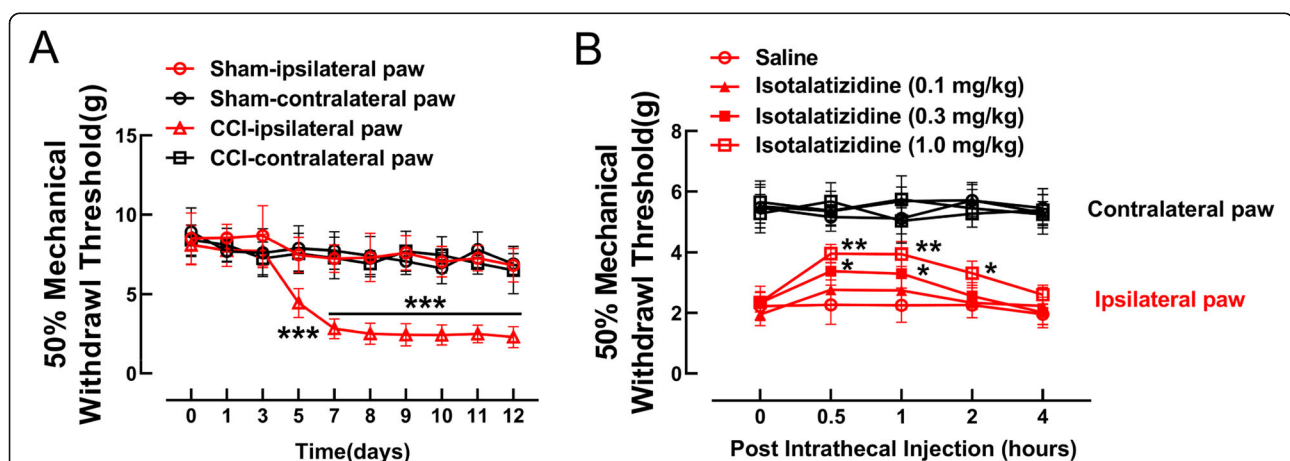 A
Sham-ipsilateral paw
Sham-contralateral paw
CCI-ipsilateral paw
CCI-contralateral paw
50% Mechanical
Withdrawl Threshold(g)
15
10
5
0
***
***
0 1 3 5 7 8 9 10 11 12
Time(days)
B
Saline
Isotalatizidine (0.1 mg/kg)
Isotalatizidine (0.3 mg/kg)
Isotalatizidine (1.0 mg/kg)
50% Mechanical
Withdrawl Threshold(g)
8
6
4
2
0
** **
* * *
Contralateral paw
Ipsilateral paw
0 0.5 1 2 4
Post Intrathecal Injection (hours)